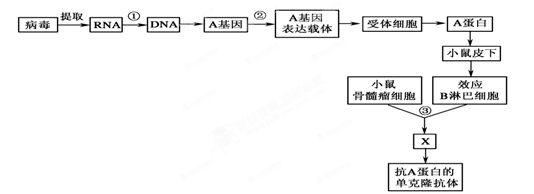 病毒 提取 RNA ① DNA A基因 ② A基因
表达载体 受体细胞 A蛋白
小鼠皮下
小鼠
骨髓瘤细胞
效应
B淋巴细胞
③
X
抗A蛋白的
单克隆抗体